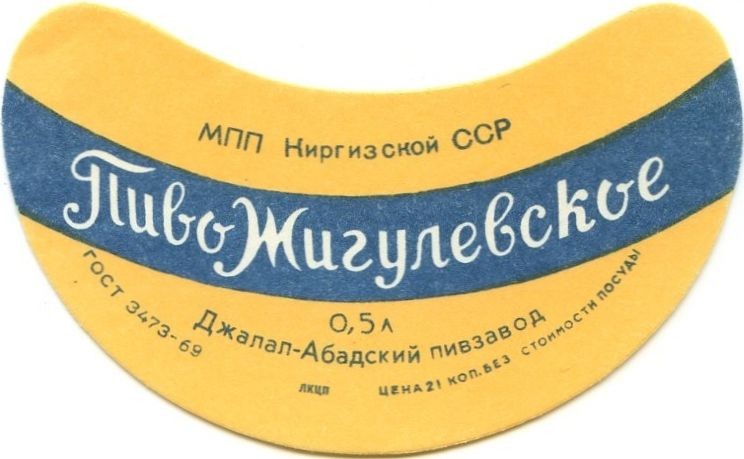 МПП Киргизской ССР
Пиво Жигулевское
0,5 л
Джалал-Абадский пивзавод
ГОСТ 3473-69
ЛКЦП
ЦЕНА 21 КОП. БЕЗ СТОИМОСТИ ПОСУДЫ